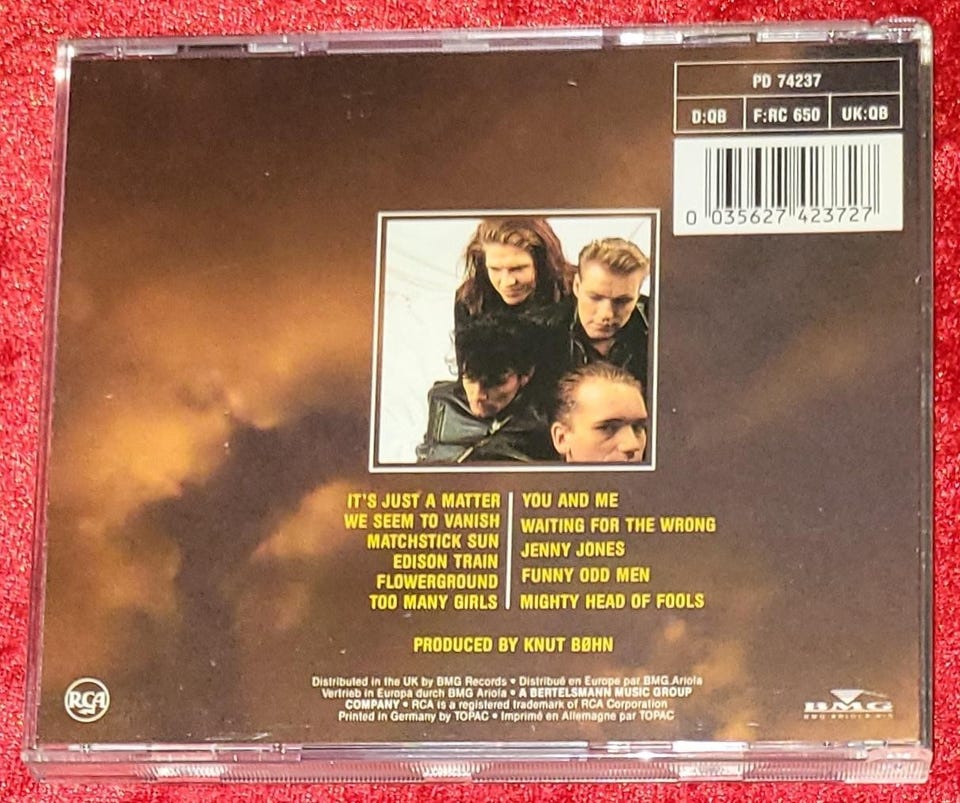 PD 74237
D:QB F:RC 650 UK:QB
0 035627 423727
IT'S JUST A MATTER
WE SEEM TO VANISH
MATCHSTICK SUN
EDISON TRAIN
FLOWERGROUND
TOO MANY GIRLS
YOU AND ME
WAITING FOR THE WRONG
JENNY JONES
FUNNY ODD MEN
MIGHTY HEAD OF FOOLS
PRODUCED BY KNUT BØHN
Distributed in the UK by BMG Records • Distribué en Europe par BMG Ariola
Vertrieb in Europa durch BMG Ariola • A BERTELSMANN MUSIC GROUP
COMPANY • RCA is a registered trademark of RCA Corporation
Printed in Germany by TOPAC • Imprimé en Allemagne par TOPAC
RCA
BMG
BMG ARIOLA A/S